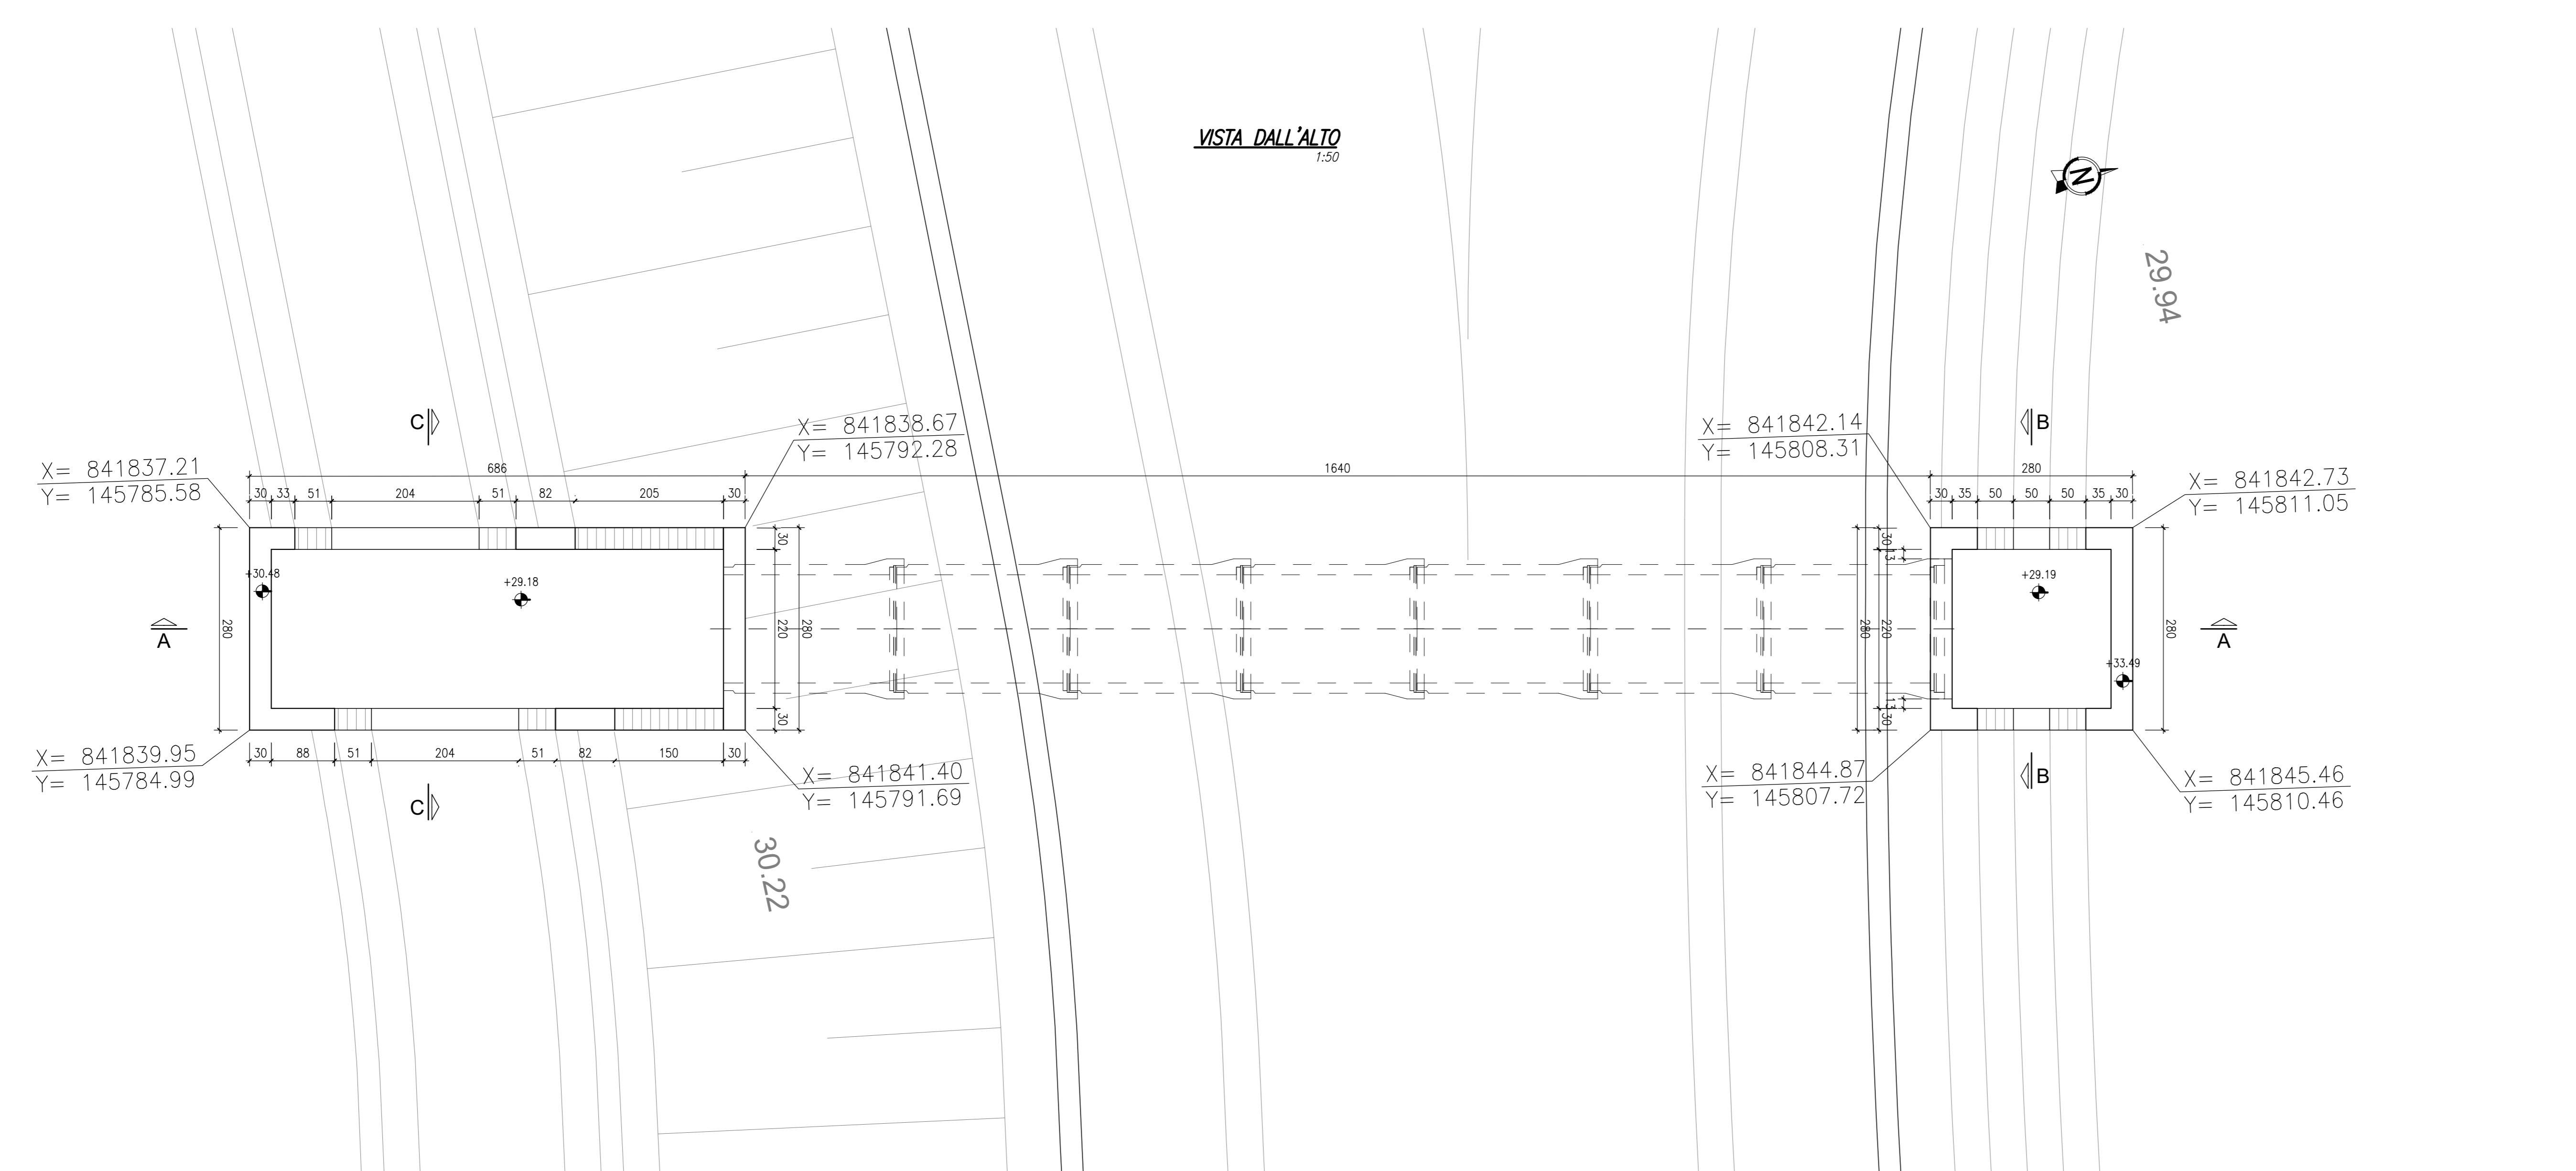 VISTA DALL'ALTO
1:50
N
29.94
C
B
X= 841838.67
Y= 145792.28
X= 841842.14
Y= 145808.31
X= 841837.21
Y= 145785.58
686
1640
280
X= 841842.73
Y= 145811.05
30 33 51 204 51 82 205 30
30 35 50 50 50 35 30
30
30
13
+30.48
+29.18
+29.19
A
280
220
280
280
220
280
A
+33.49
30
13
30
X= 841839.95
Y= 145784.99
30 88 51 204 51 82 150 30
X= 841841.40
Y= 145791.69
X= 841844.87
Y= 145807.72
B
X= 841845.46
Y= 145810.46
C
30.22